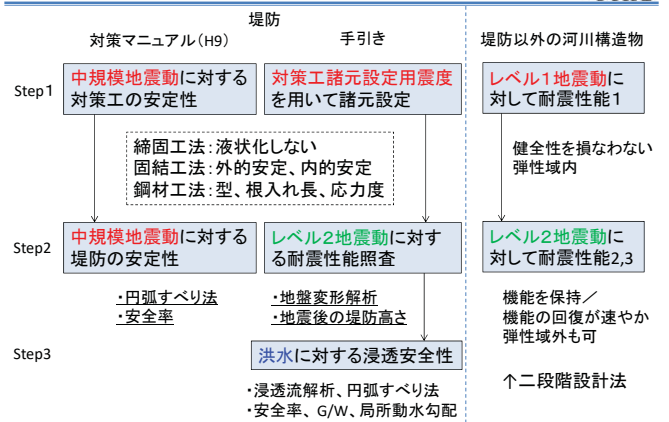 堤防
対策マニュアル(H9)
手引き
堤防以外の河川構造物
Step1
中規模地震動に対する
対策工の安定性
対策工諸元設定用震度
を用いて諸元設定
レベル1地震動に
対して耐震性能1
締固工法:液状化しない
固結工法:外的安定、内的安定
鋼材工法:型、根入れ長、応力度
健全性を損なわない
弾性域内
Step2
中規模地震動に対する
堤防の安定性
レベル2地震動に対す
る耐震性能照査
レベル2地震動に
対して耐震性能2,3
・円弧すべり法
・安全率
・地盤変形解析
・地震後の堤防高さ
機能を保持/
機能の回復が速やか
弾性域外も可
Step3
洪水に対する浸透安全性
↑二段階設計法
・浸透流解析、円弧すべり法
・安全率、G/W、局所動水勾配